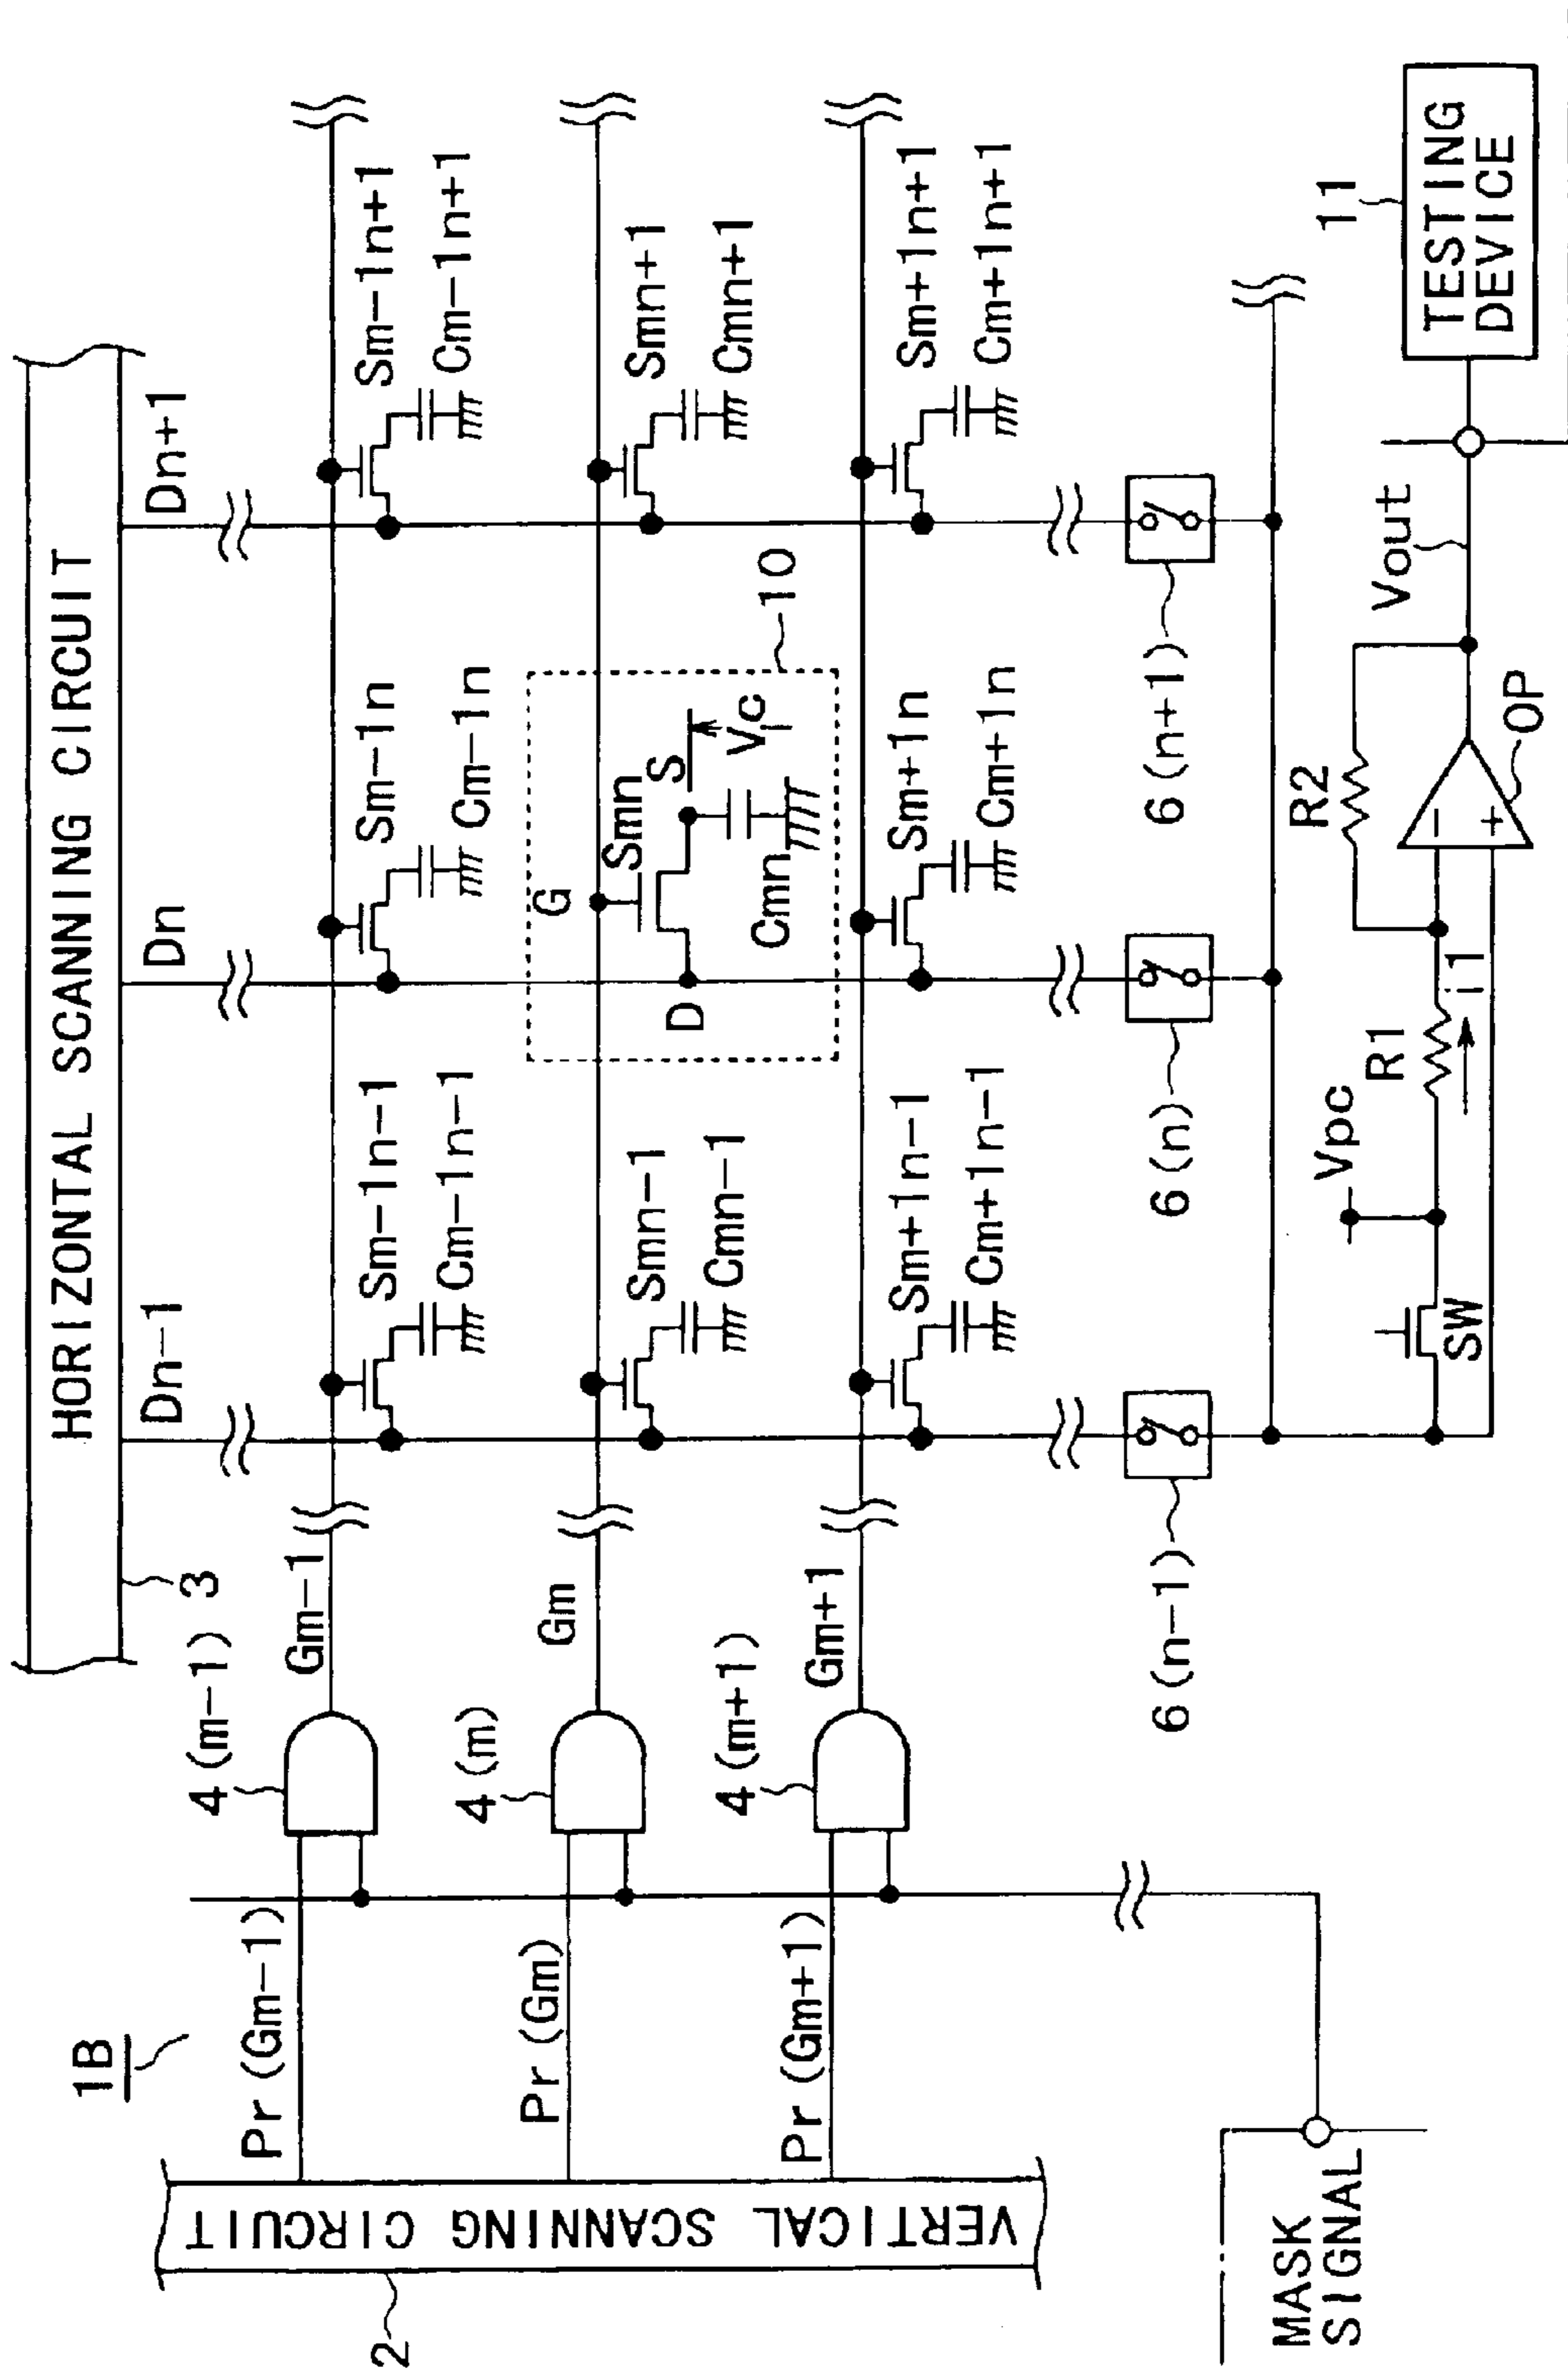 HORIZONTAL SCANNING CIRCUIT
1B
3
Dn-1
Dn
Dn+1
4(m-1)
Pr(Gm-1)
Gm-1
Sm-1n-1
Cm-1n-1
Sm-1n
Cm-1n
Sm-1n+1
Cm-1n+1
2
VERTICAL SCANNING CIRCUIT
4(m)
Pr(Gm)
Gm
Smn-1
Cmn-1
G
Smn
S
Vc
D
Cmn
10
Smn+1
Cmn+1
4(m+1)
Pr(Gm+1)
Gm+1
Sm+1n-1
Cm+1n-1
Sm+1n
Cm+1n
Sm+1n+1
Cm+1n+1
6(n-1)
6(n)
6(n+1)
MASK
SIGNAL
SW
Vpc
R1
i1
R2
-
+
OP
Vout
11
TESTING
DEVICE